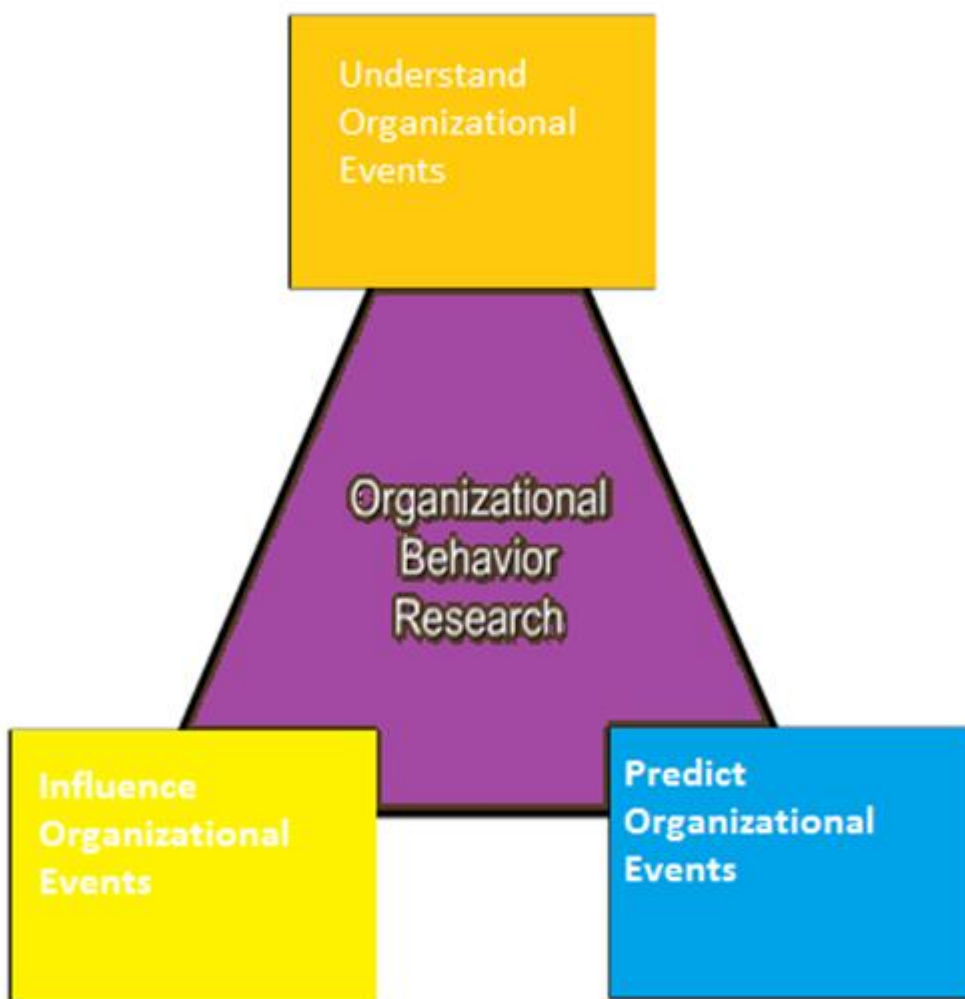 Understand
Organizational
Events
Organizational
Behavior
Research
Influence
Organizational
Events
Predict
Organizational
Events